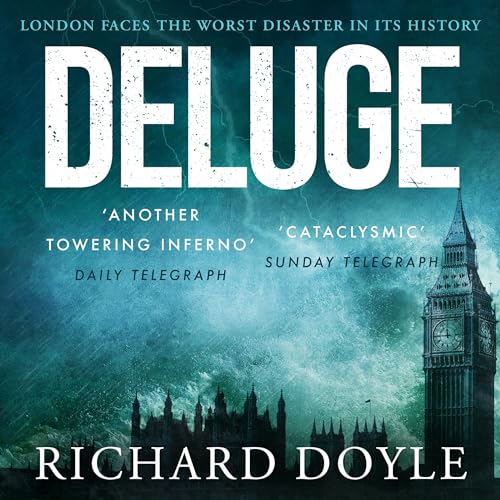 LONDON FACES THE WORST DISASTER IN ITS HISTORY
DELUGE
‘ANOTHER
TOWERING INFERNO’
DAILY TELEGRAPH
‘CATACLYSMIC’
SUNDAY TELEGRAPH
RICHARD DOYLE